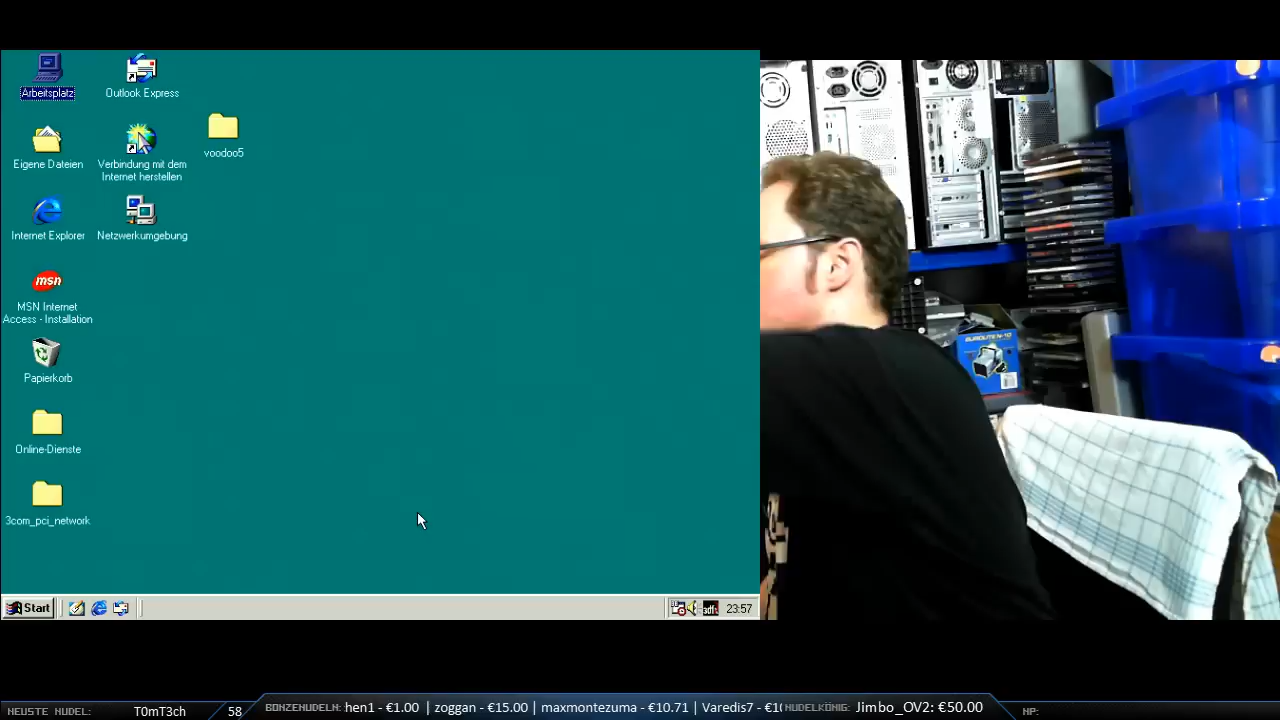 Arbeitsplatz
Outlook Express
voodoo5
Eigene Dateien
Verbindung mit dem
Internet herstellen
Internet Explorer
Netzwerkumgebung
msn
MSN Internet
Access - Installation
Papierkorb
Online-Dienste
3com_pci_network
Start
23:57
NEUSTE NUDEL:
T0mT3ch
58
BONZENUDELN:
hen1 - €1.00 | zoggan - €15.00 | maxmontezuma - €10.71 | Varedis7 -
NUDELKÖNIG:
Jimbo_OV2: €50.00
HP: